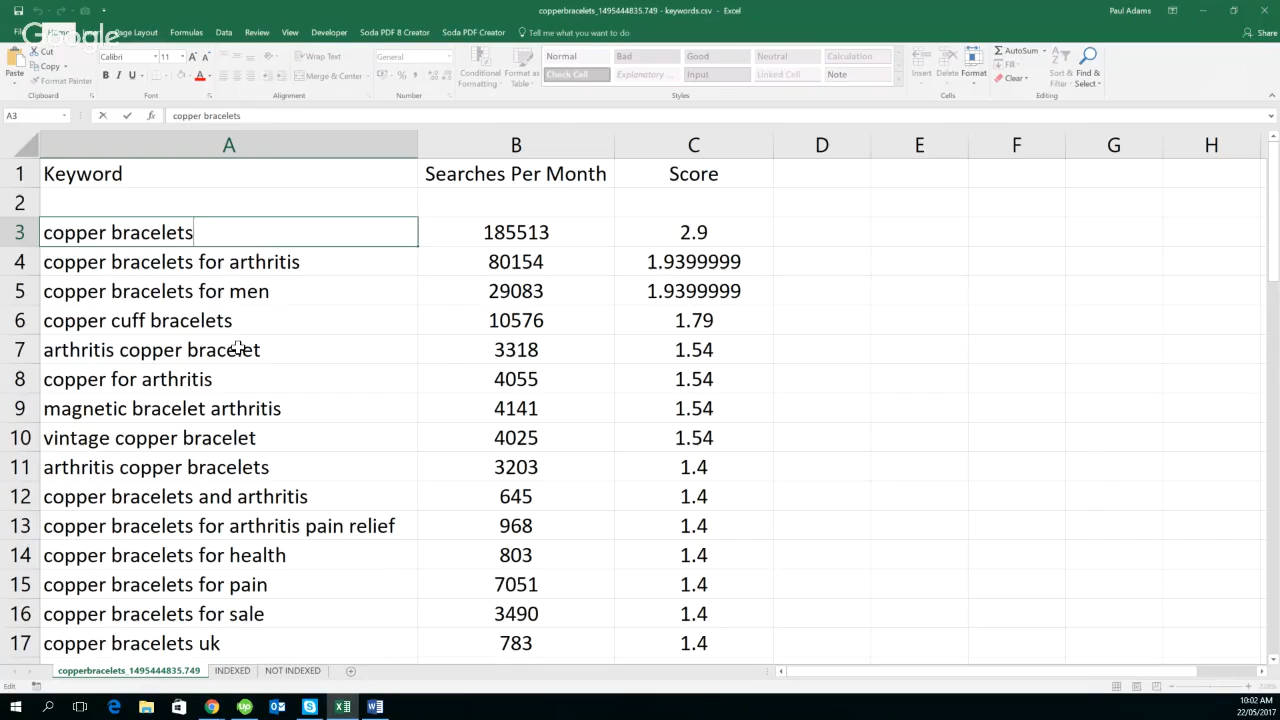 copperbracelets_1495444835.749 - keywords.csv - Excel
Paul Adams
Google
Formulas Data Review View Developer Soda PDF 8 Creator Soda PDF Creator Tell me what you want to do
Share
Paste
Cut
Copy
Format Painter
Clipboard
Calibri 11
B I U
Font
Merge & Center
Alignment
Number
Conditional Formatting
Format as Table
Normal Bad Good Neutral Calculation
Check Cell Explanatory ... Input Linked Cell Note
Styles
Insert Delete Format
Cells
AutoSum
Fill
Clear
Sort & Filter
Find & Select
Editing
A3 fx copper bracelets
A B C D E F G H
1 Keyword Searches Per Month Score
2
3 copper bracelets 185513 2.9
4 copper bracelets for arthritis 80154 1.9399999
5 copper bracelets for men 29083 1.9399999
6 copper cuff bracelets 10576 1.79
7 arthritis copper bracelet 3318 1.54
8 copper for arthritis 4055 1.54
9 magnetic bracelet arthritis 4141 1.54
10 vintage copper bracelet 4025 1.54
11 arthritis copper bracelets 3203 1.4
12 copper bracelets and arthritis 645 1.4
13 copper bracelets for arthritis pain relief 968 1.4
14 copper bracelets for health 803 1.4
15 copper bracelets for pain 7051 1.4
16 copper bracelets for sale 3490 1.4
17 copper bracelets uk 783 1.4
copperbracelets_1495444835.749 INDEXED NOT INDEXED
Edit
10:02 AM
22/05/2017